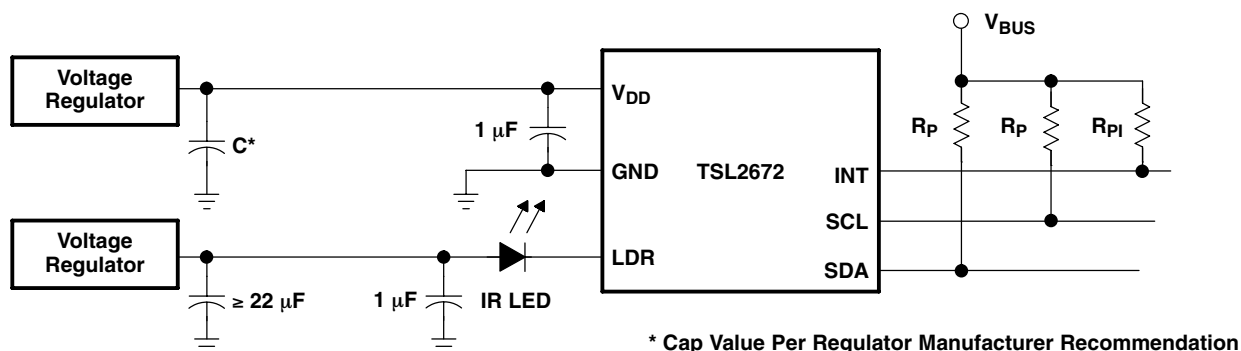 V_BUS
Voltage
Regulator
V_DD
C*
1 μF
R_P
R_P
R_PI
GND
TSL2672
INT
SCL
Voltage
Regulator
LDR
SDA
≥ 22 μF
1 μF
IR LED
* Cap Value Per Regulator Manufacturer Recommendation